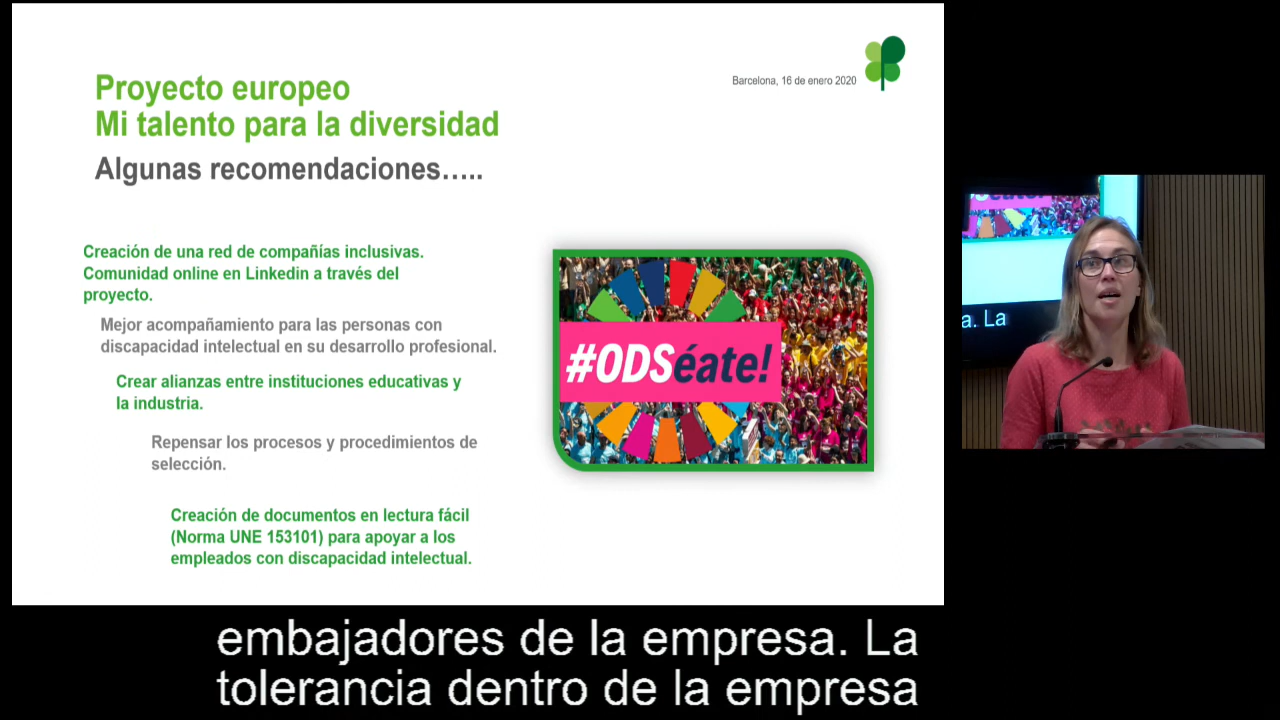 Proyecto europeo
Mi talento para la diversidad
Algunas recomendaciones…..
Barcelona, 16 de enero 2020
Creación de una red de compañías inclusivas.
Comunidad online en Linkedin a través del
proyecto.
Mejor acompañamiento para las personas con
discapacidad intelectual en su desarrollo profesional.
Crear alianzas entre instituciones educativas y
la industria.
Repensar los procesos y procedimientos de
selección.
Creación de documentos en lectura fácil
(Norma UNE 153101) para apoyar a los
empleados con discapacidad intelectual.
#ODSéate!
a. La
embajadores de la empresa. La
tolerancia dentro de la empresa